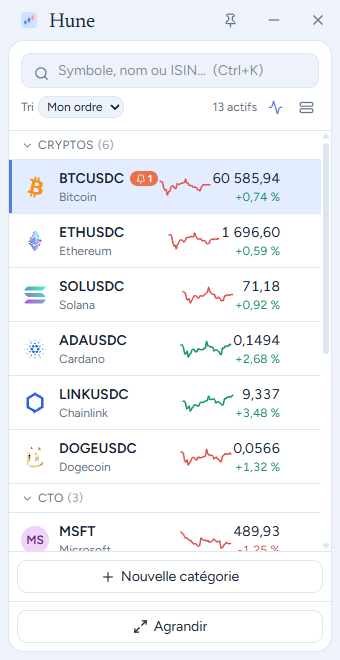 Hune
Symbole, nom ou ISIN... (Ctrl+K)
Tri Mon ordre 13 actifs
CRYPTOS (6)
BTCUSDC 1 60 585,94
Bitcoin +0,74 %
ETHUSDC 1 696,60
Ethereum +0,59 %
SOLUSDC 71,18
Solana +0,92 %
ADAUSDC 0,1494
Cardano +2,68 %
LINKUSDC 9,337
Chainlink +3,48 %
DOGEUSDC 0,0566
Dogecoin +1,32 %
CTO (3)
MS MSFT 489,93
Microsoft -1,25 %
+ Nouvelle catégorie
Agrandir